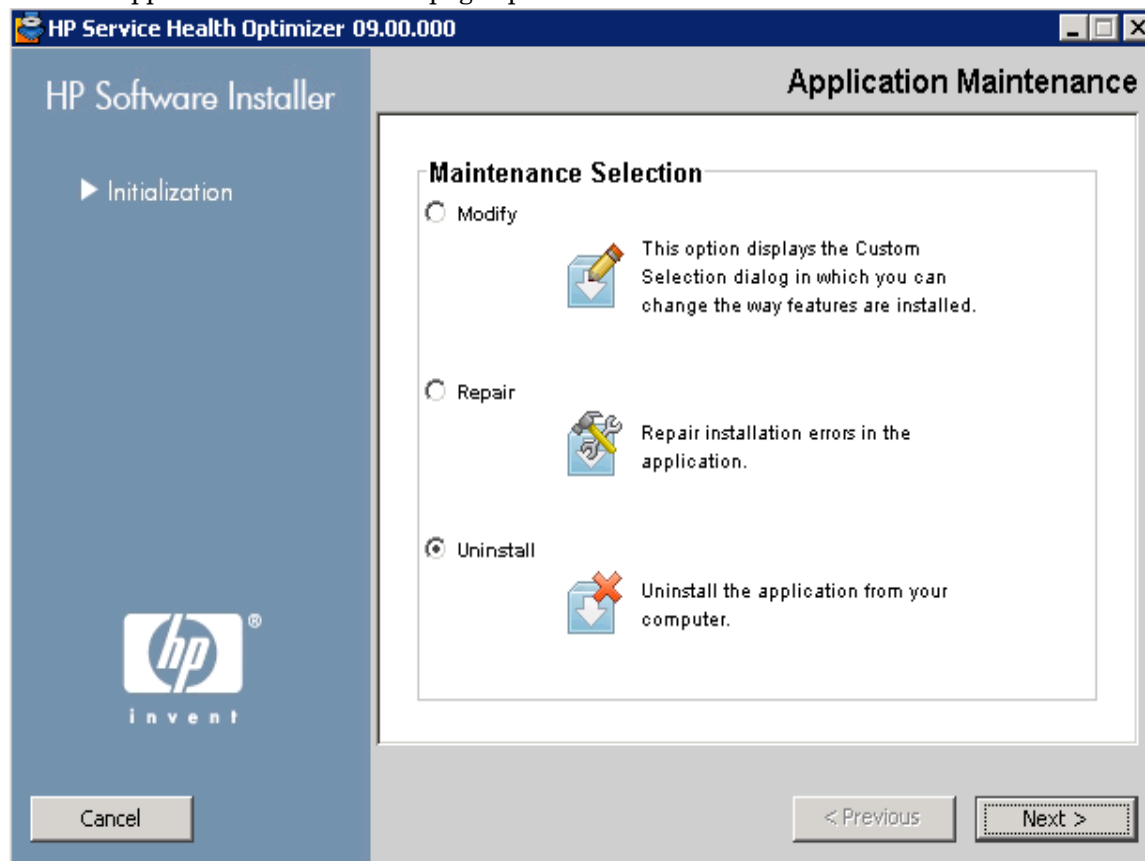 HP Service Health Optimizer 09.00.000
HP Software Installer
Application Maintenance
Initialization
Maintenance Selection
Modify
This option displays the Custom
Selection dialog in which you can
change the way features are installed.
Repair
Repair installation errors in the
application.
Uninstall
Uninstall the application from your
computer.
hp ®
invent
Cancel
< Previous
Next >